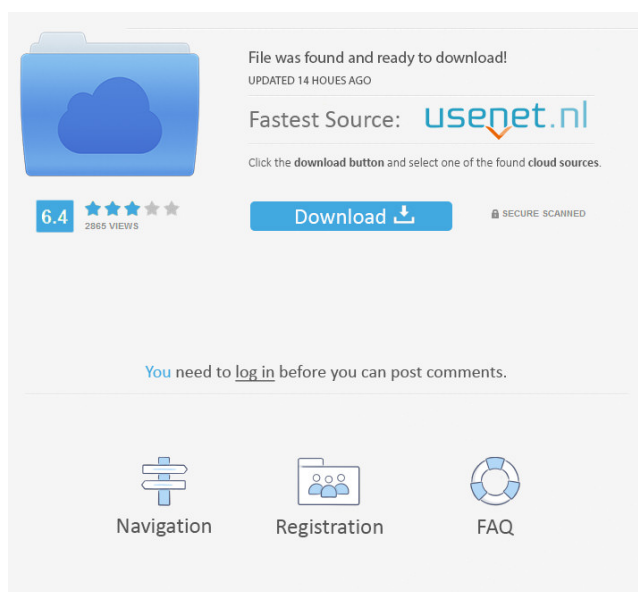 File was found and ready to download!
UPDATED 14 HOUES AGO
Fastest Source: usenet.nl
Click the download button and select one of the found cloud sources.
6.4
2865 VIEWS
Download
SECURE SCANNED
You need to log in before you can post comments.
Navigation
Registration
FAQ